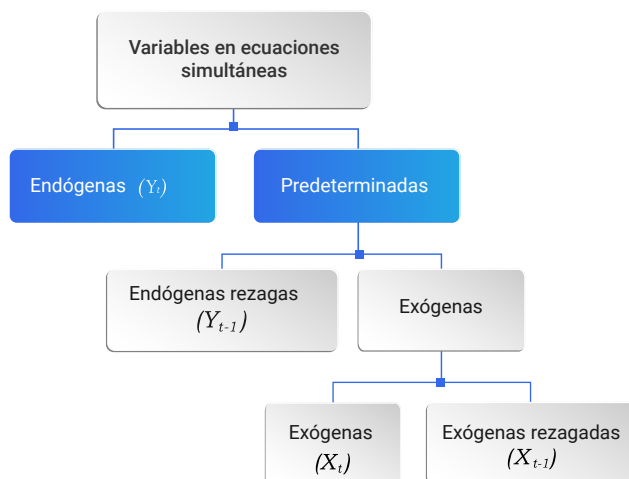 Variables en ecuaciones
simultáneas
Endógenas (Yₜ)
Predeterminadas
Endógenas rezagas
(Yₜ₋₁)
Exógenas
Exógenas
(Xₜ)
Exógenas rezagadas
(Xₜ₋₁)